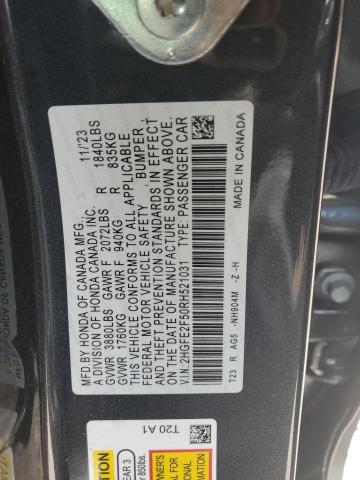 MFD. BY HONDA OF CANADA MFG. 11/'23
A DIVISION OF HONDA CANADA INC.
GVWR 3880LBS GAWR F 2072LBS R 1840LBS
GVWR 1760KG GAWR F 940KG R 835KG
THIS VEHICLE CONFORMS TO ALL APPLICABLE
FEDERAL MOTOR VEHICLE SAFETY , BUMPER ,
AND THEFT PREVENTION STANDARDS IN EFFECT
ON THE DATE OF MANUFACTURE SHOWN ABOVE.
V.I.N: 2HGFE2F50RH521031 TYPE: PASSENGER CAR
T23 R AG5 -NH904M -Z -H MADE IN CANADA
T20 A1